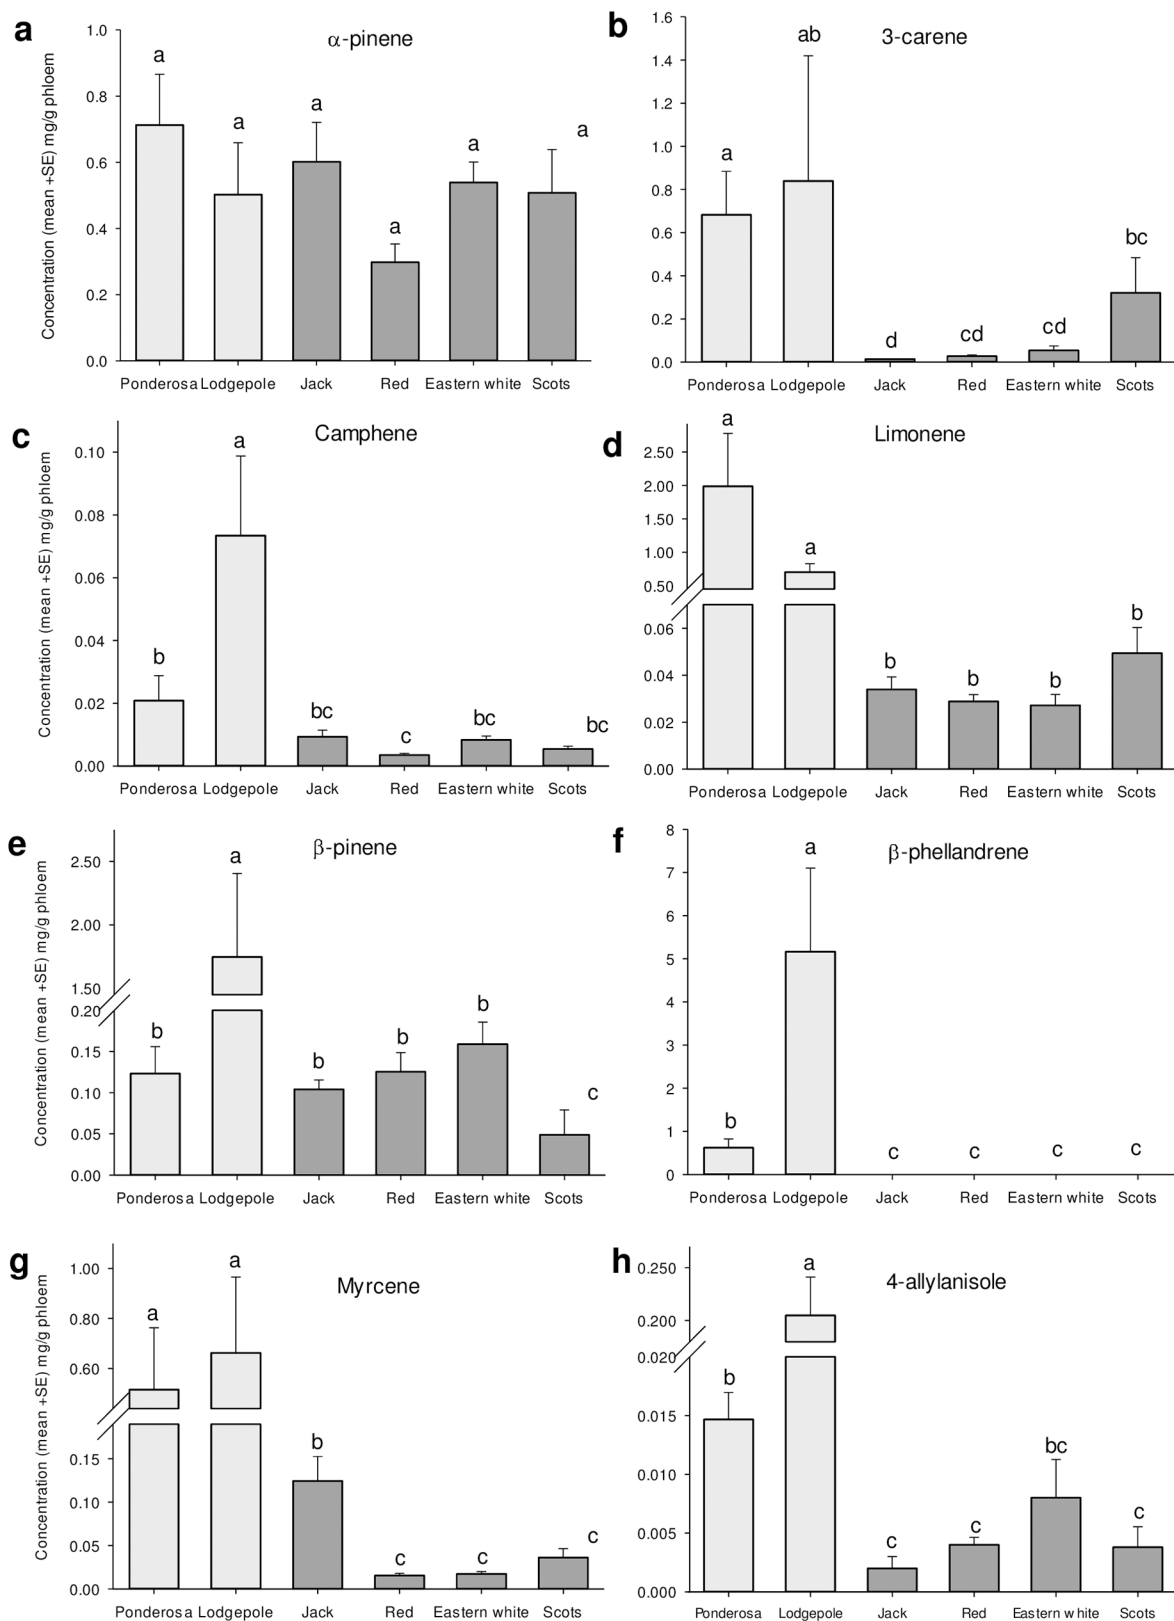 a
α-pinene
Concentration (mean +SE) mg/g phloem
1.0
0.8
0.6
0.4
0.2
0.0
a
a
a
a
a
a
Ponderosa Lodgepole Jack Red Eastern white Scots
b
3-carene
1.6
1.4
1.2
1.0
0.8
0.6
0.4
0.2
0.0
a
ab
d
cd
cd
bc
Ponderosa Lodgepole Jack Red Eastern white Scots
c
Camphene
Concentration (mean +SE) mg/g phloem
0.10
0.08
0.06
0.04
0.02
0.00
b
a
bc
c
bc
bc
Ponderosa Lodgepole Jack Red Eastern white Scots
d
Limonene
2.50
2.00
1.50
1.00
0.50
0.06
0.04
0.02
0.00
a
a
b
b
b
b
Ponderosa Lodgepole Jack Red Eastern white Scots
e
β-pinene
Concentration (mean +SE) mg/g phloem
2.50
2.00
1.50
0.20
0.15
0.10
0.05
0.00
b
a
b
b
b
c
Ponderosa Lodgepole Jack Red Eastern white Scots
f
β-phellandrene
8
7
6
5
4
3
2
1
0
b
a
c
c
c
c
Ponderosa Lodgepole Jack Red Eastern white Scots
g
Myrcene
Concentration (mean +SE) mg/g phloem
1.00
0.80
0.60
0.15
0.10
0.05
0.00
a
a
b
c
c
c
Ponderosa Lodgepole Jack Red Eastern white Scots
h
4-allylanisole
0.250
0.200
0.020
0.015
0.010
0.005
0.000
b
a
c
c
bc
c
Ponderosa Lodgepole Jack Red Eastern white Scots